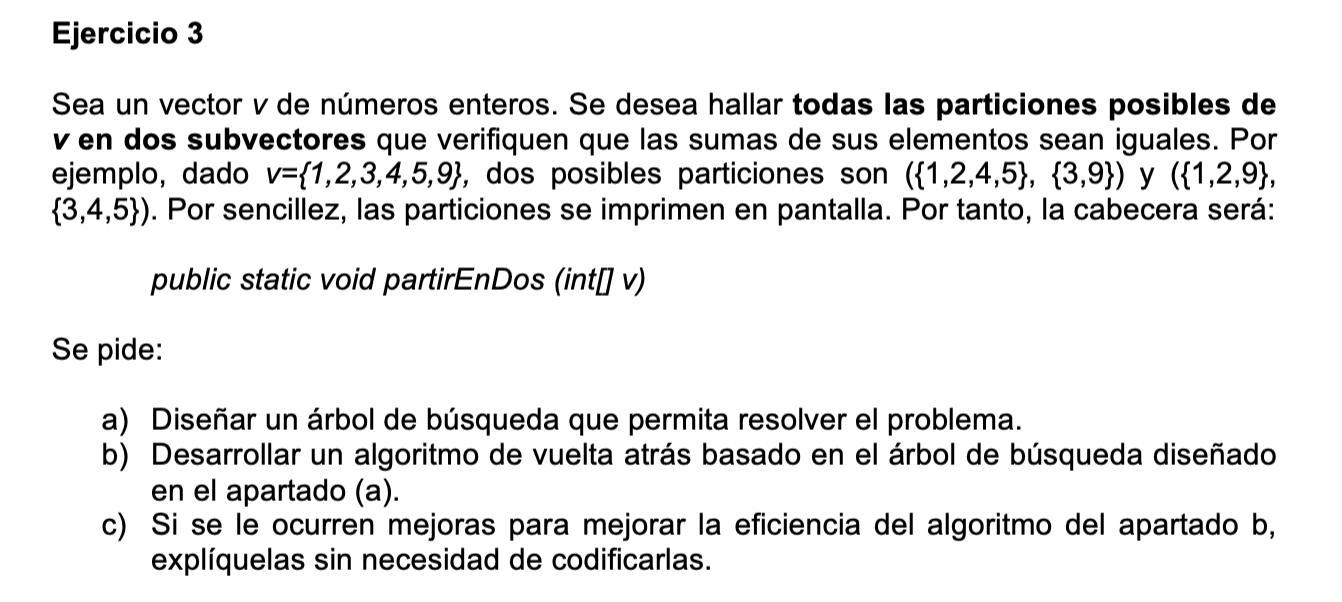 Ejercicio 3
Sea un vector v de números enteros. Se desea hallar todas las particiones posibles de
v en dos subvectores que verifiquen que las sumas de sus elementos sean iguales. Por
ejemplo, dado v={1,2,3,4,5,9}, dos posibles particiones son ({1,2,4,5}, {3,9}) y ({1,2,9},
{3,4,5}). Por sencillez, las particiones se imprimen en pantalla. Por tanto, la cabecera será:
public static void partirEnDos (int[] v)
Se pide:
a) Diseñar un árbol de búsqueda que permita resolver el problema.
b) Desarrollar un algoritmo de vuelta atrás basado en el árbol de búsqueda diseñado
en el apartado (a).
c) Si se le ocurren mejoras para mejorar la eficiencia del algoritmo del apartado b,
explíquelas sin necesidad de codificarlas.